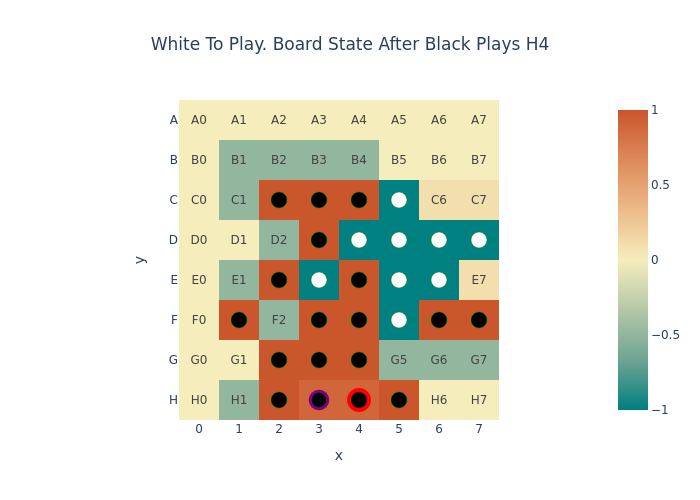 White To Play. Board State After Black Plays H4
A A0 A1 A2 A3 A4 A5 A6 A7
B B0 B1 B2 B3 B4 B5 B6 B7
C C0 C1 C6 C7
D D0 D1 D2
E E0 E1 E7
F F0 F2
G G0 G1 G5 G6 G7
H H0 H1 H6 H7
0 1 2 3 4 5 6 7
x
y
1
0.5
0
−0.5
−1